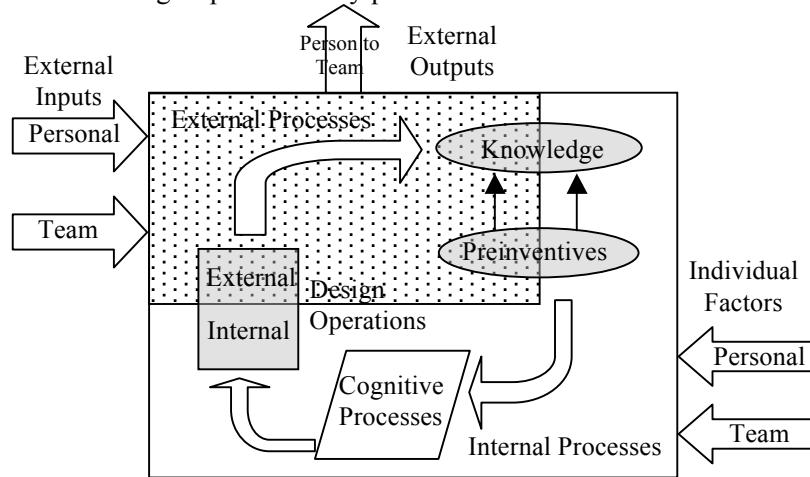 Person to
Team
External
Outputs
External
Inputs
Personal
Team
External Processes
Knowledge
Preinventives
External
Internal
Design
Operations
Cognitive
Processes
Internal Processes
Individual
Factors
Personal
Team